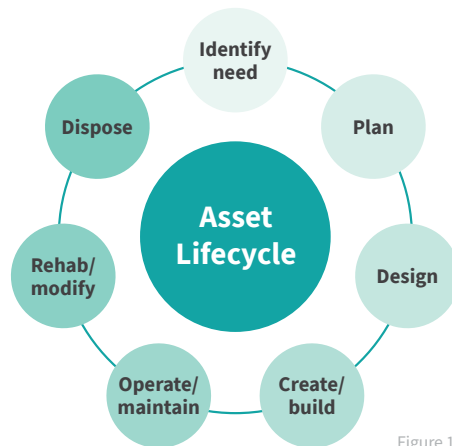 Identify
need
Plan
Design
Create/
build
Operate/
maintain
Rehab/
modify
Dispose
Asset
Lifecycle
Figure 1